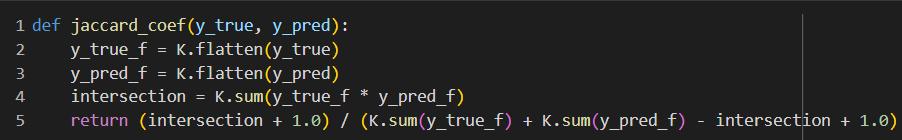 1 def jaccard_coef(y_true, y_pred):
2     y_true_f = K.flatten(y_true)
3     y_pred_f = K.flatten(y_pred)
4     intersection = K.sum(y_true_f * y_pred_f)
5     return (intersection + 1.0) / (K.sum(y_true_f) + K.sum(y_pred_f) - intersection + 1.0)